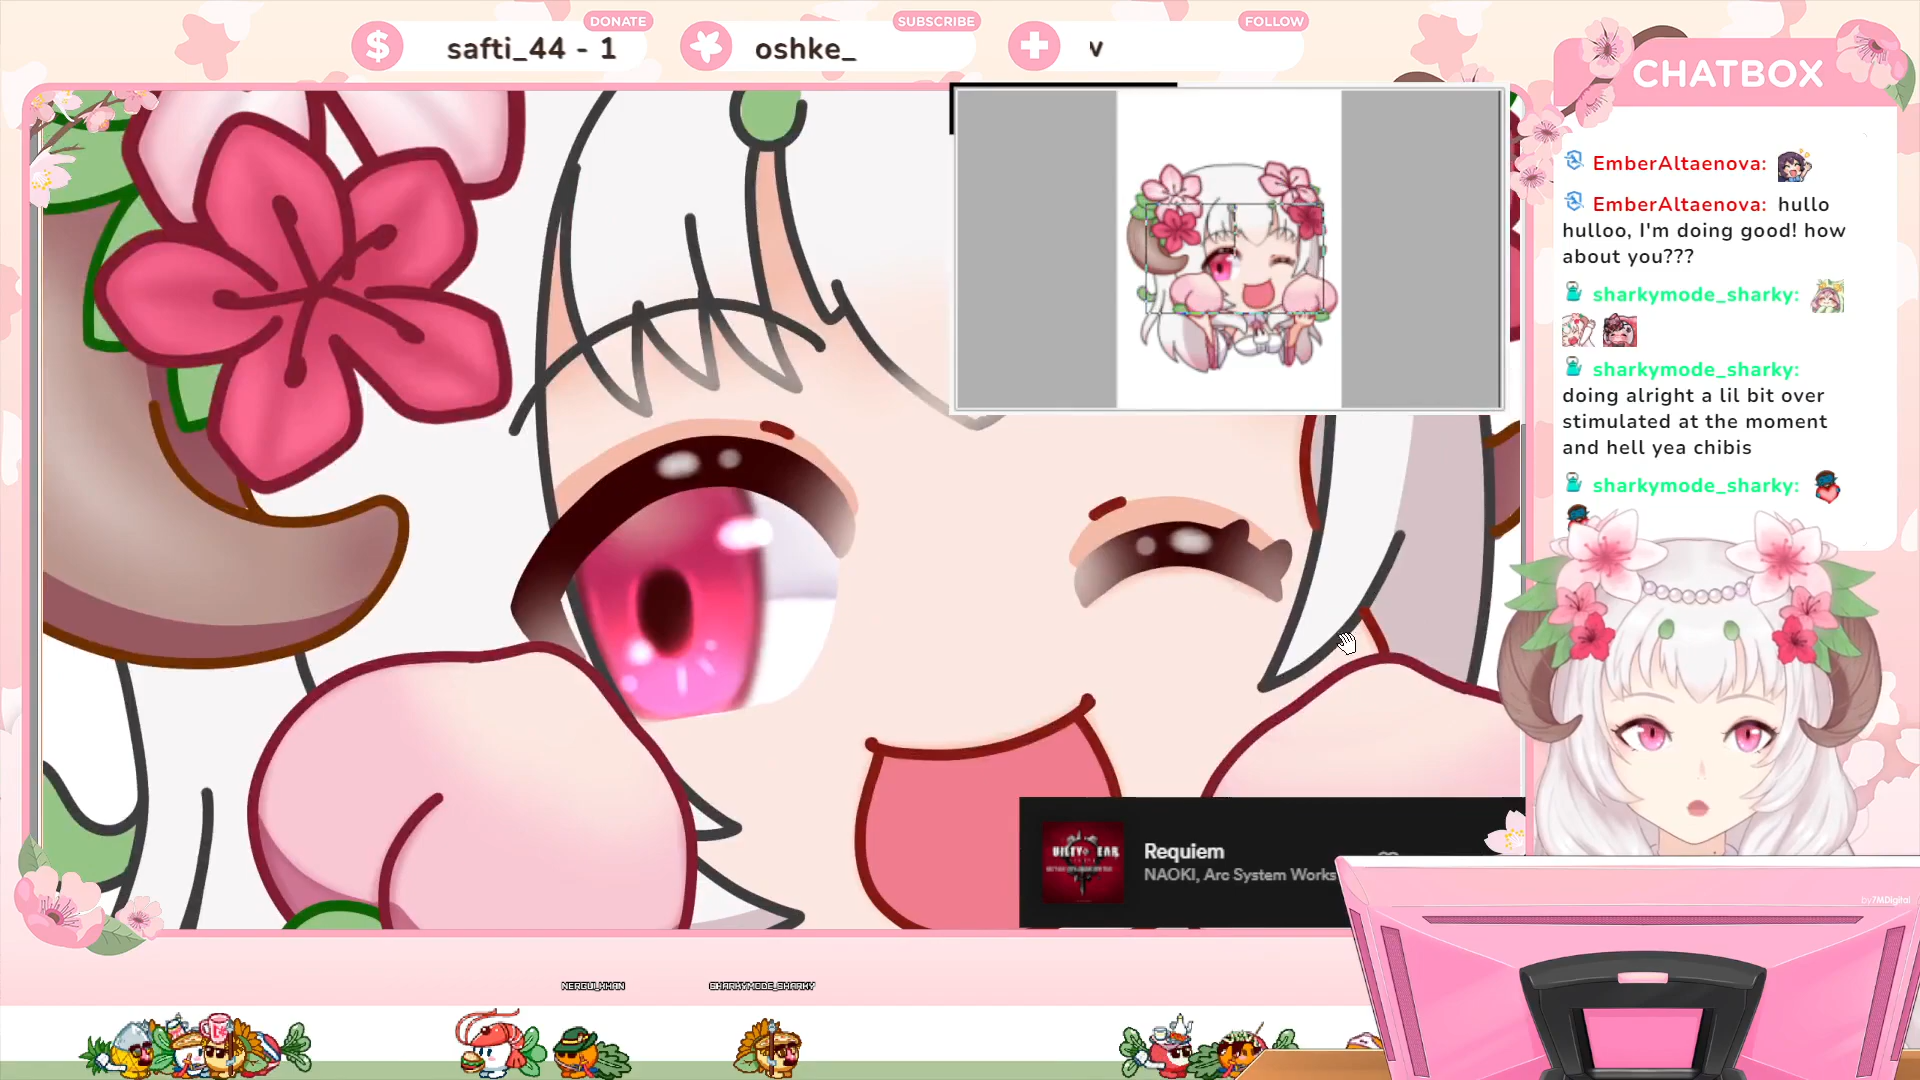 DONATE
SUBSCRIBE
FOLLOW
safti_44 - 1
oshke_
v
CHATBOX
EmberAltaenova:
EmberAltaenova: hullo
hulloo, I'm doing good! how
about you???
sharkymode_sharky:
sharkymode_sharky:
doing alright a lil bit over
stimulated at the moment
and hell yea chibis
sharkymode_sharky:
Requiem
NAOKI, Arc System Works
by7MDigital
NERGUI_KHAN
SHARKYMODE_SHARKY